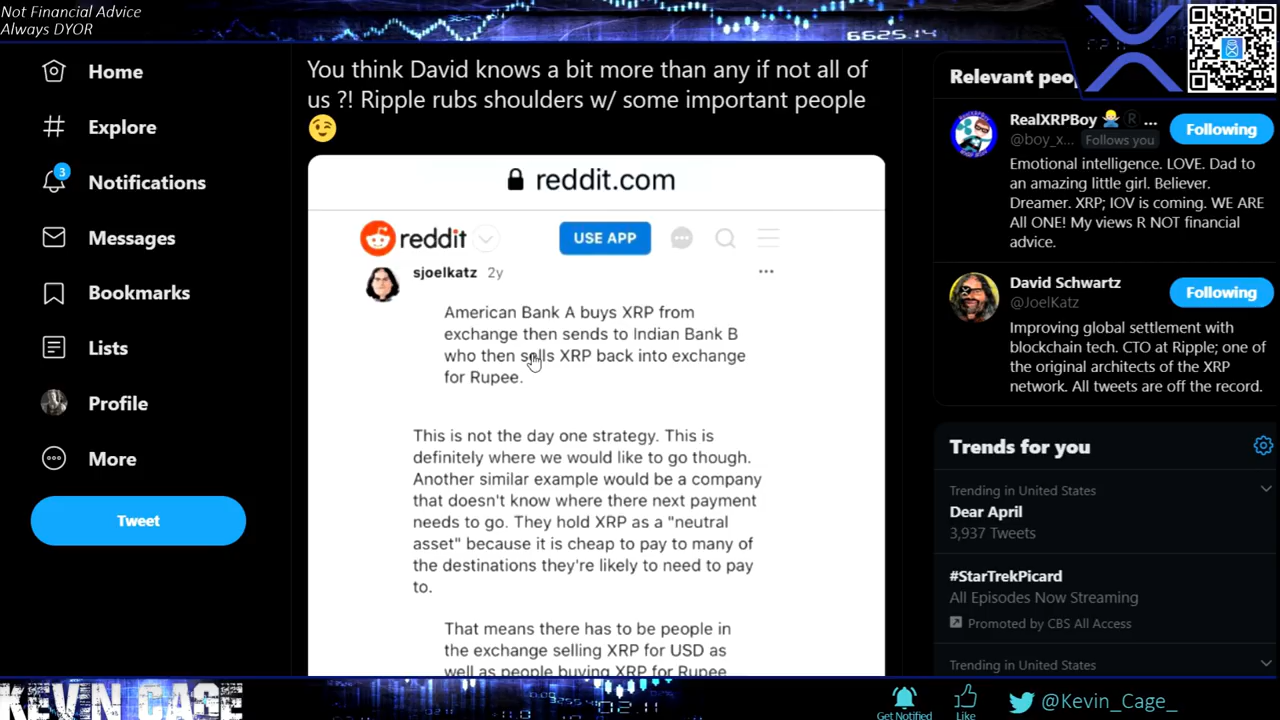 Not Financial Advice
Always DYOR
6625.14
Home
Explore
3
Notifications
Messages
Bookmarks
Lists
Profile
More
Tweet
You think David knows a bit more than any if not all of
us ?! Ripple rubs shoulders w/ some important people
😉
reddit.com
reddit
USE APP
sjoelkatz 2y
American Bank A buys XRP from
exchange then sends to Indian Bank B
who then sells XRP back into exchange
for Rupee.
This is not the day one strategy. This is
definitely where we would like to go though.
Another similar example would be a company
that doesn't know where there next payment
needs to go. They hold XRP as a "neutral
asset" because it is cheap to pay to many of
the destinations they're likely to need to pay
to.
That means there has to be people in
the exchange selling XRP for USD as
well as people buying XRP for Rupee
Relevant peop
RealXRPBoy 🤷‍♂️ R ...
@boy_x... Follows you
Following
Emotional intelligence. LOVE. Dad to
an amazing little girl. Believer.
Dreamer. XRP; IOV is coming. WE ARE
All ONE! My views R NOT financial
advice.
David Schwartz
@JoelKatz
Following
Improving global settlement with
blockchain tech. CTO at Ripple; one of
the original architects of the XRP
network. All tweets are off the record.
Trends for you
Trending in United States
Dear April
3,937 Tweets
#StarTrekPicard
All Episodes Now Streaming
Promoted by CBS All Access
Trending in United States
KEVIN CAGE
Get Notified
Like
@Kevin_Cage_